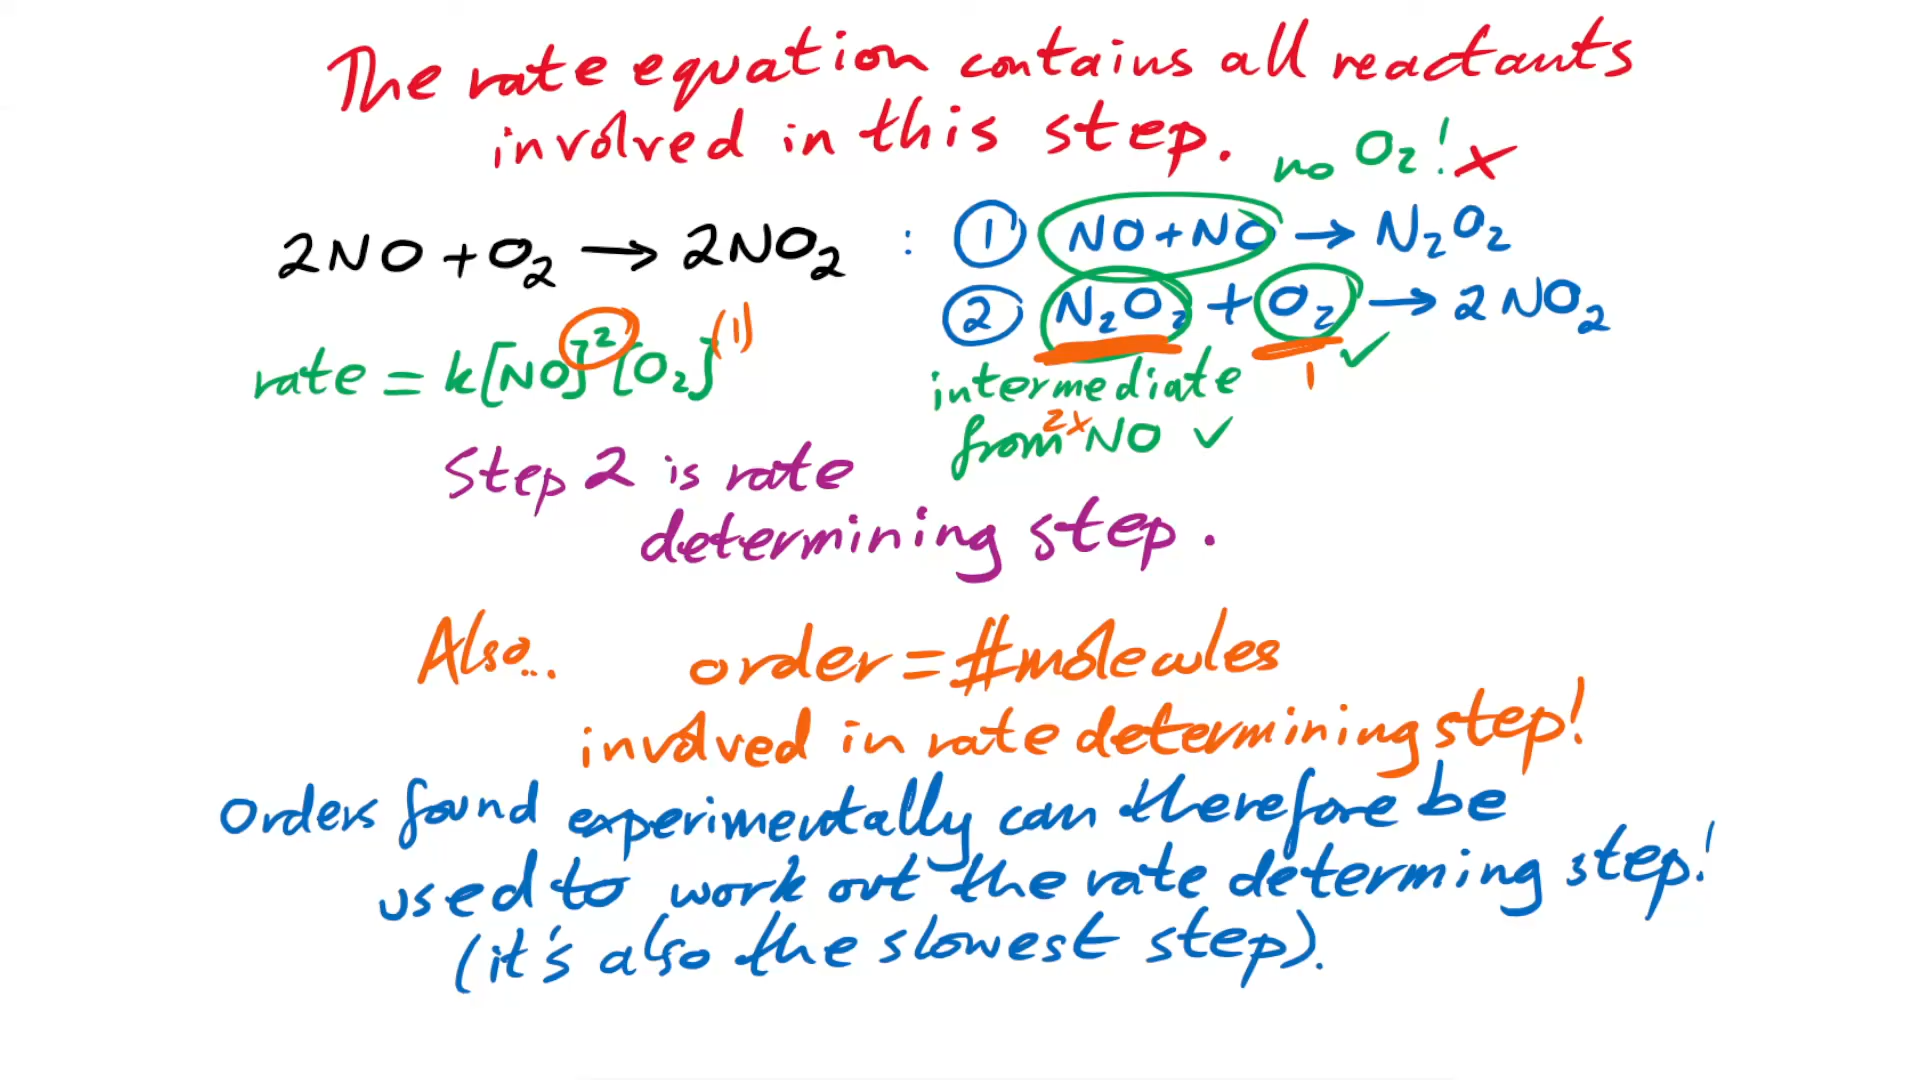 The rate equation contains all reactants
involved in this step.
no O₂! x
2NO + O₂ → 2NO₂ : ① NO + NO → N₂O₂
② N₂O₂ + O₂ → 2NO₂
rate = k[NO]² [O₂]⁽¹⁾
intermediate ✓
1
from 2x NO ✓
Step 2 is rate
determining step.
Also... order = #molecules
involved in rate determining step!
Orders found experimentally can therefore be
used to work out the rate determing step!
(it's also the slowest step).